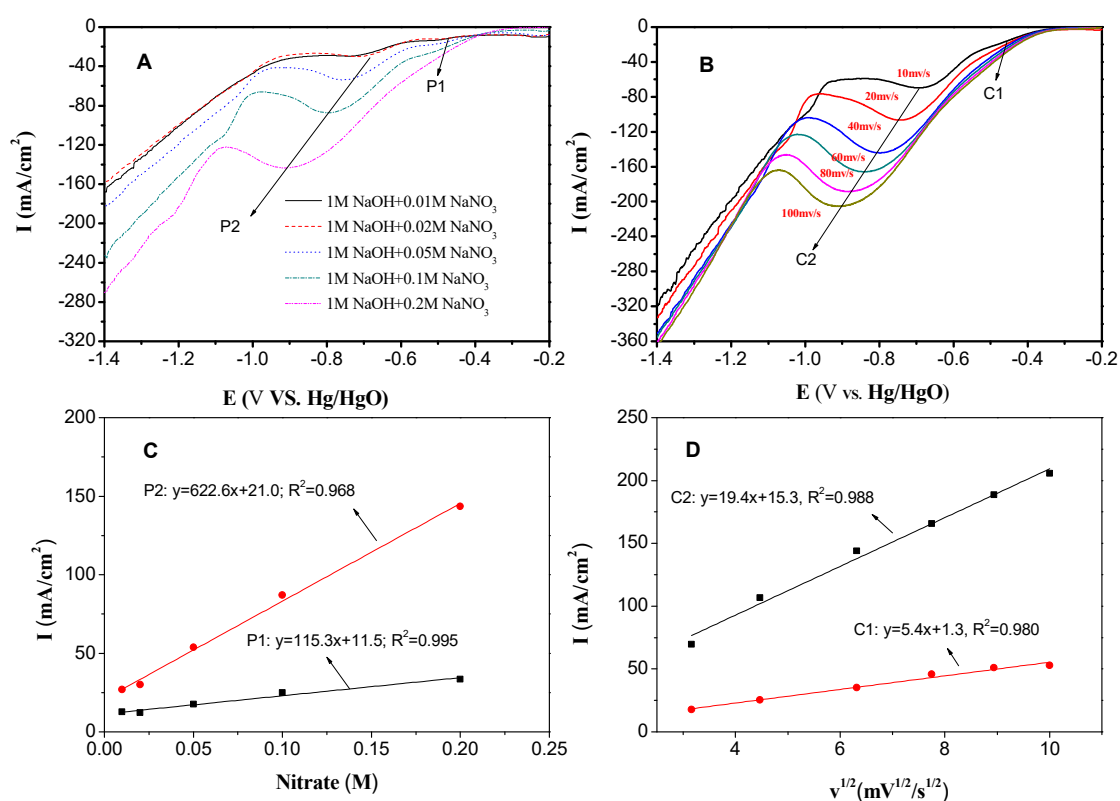 A
P1
P2
1M NaOH+0.01M NaNO₃
1M NaOH+0.02M NaNO₃
1M NaOH+0.05M NaNO₃
1M NaOH+0.1M NaNO₃
1M NaOH+0.2M NaNO₃
I (mA/cm²)
0
-40
-80
-120
-160
-200
-240
-280
-320
-1.4 -1.2 -1.0 -0.8 -0.6 -0.4 -0.2
E (V VS. Hg/HgO)
B
C1
10mv/s
20mv/s
40mv/s
60mv/s
80mv/s
100mv/s
C2
I (mA/cm²)
0
-40
-80
-120
-160
-200
-240
-280
-320
-360
-1.4 -1.2 -1.0 -0.8 -0.6 -0.4 -0.2
E (V vs. Hg/HgO)
C
P2: y=622.6x+21.0; R²=0.968
P1: y=115.3x+11.5; R²=0.995
I (mA/cm²)
200
150
100
50
0
0.00 0.05 0.10 0.15 0.20 0.25
Nitrate (M)
D
C2: y=19.4x+15.3, R²=0.988
C1: y=5.4x+1.3, R²=0.980
I (mA/cm²)
250
200
150
100
50
0
4 6 8 10
v¹/²(mV¹/²/s¹/²)